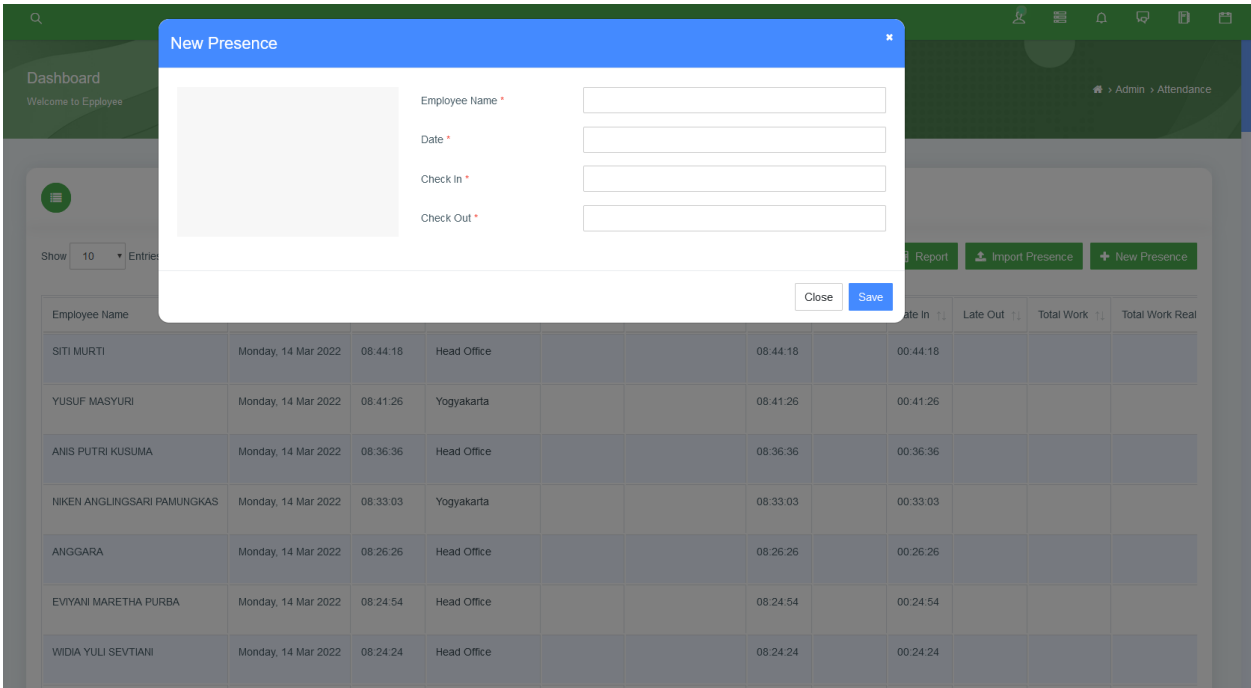 New Presence
Dashboard
Welcome to Epployee
> Admin > Attendance
Employee Name *
Date *
Check In *
Check Out *
Show 10 Entries
Report
Import Presence
New Presence
Close Save
Employee Name Late In Late Out Total Work Total Work Real
SITI MURTI Monday, 14 Mar 2022 08:44:18 Head Office 08:44:18 00:44:18
YUSUF MASYURI Monday, 14 Mar 2022 08:41:26 Yogyakarta 08:41:26 00:41:26
ANIS PUTRI KUSUMA Monday, 14 Mar 2022 08:36:36 Head Office 08:36:36 00:36:36
NIKEN ANGLINGSARI PAMUNGKAS Monday, 14 Mar 2022 08:33:03 Yogyakarta 08:33:03 00:33:03
ANGGARA Monday, 14 Mar 2022 08:26:26 Head Office 08:26:26 00:26:26
EVIYANI MARETHA PURBA Monday, 14 Mar 2022 08:24:54 Head Office 08:24:54 00:24:54
WIDIA YULI SEVTIANI Monday, 14 Mar 2022 08:24:24 Head Office 08:24:24 00:24:24